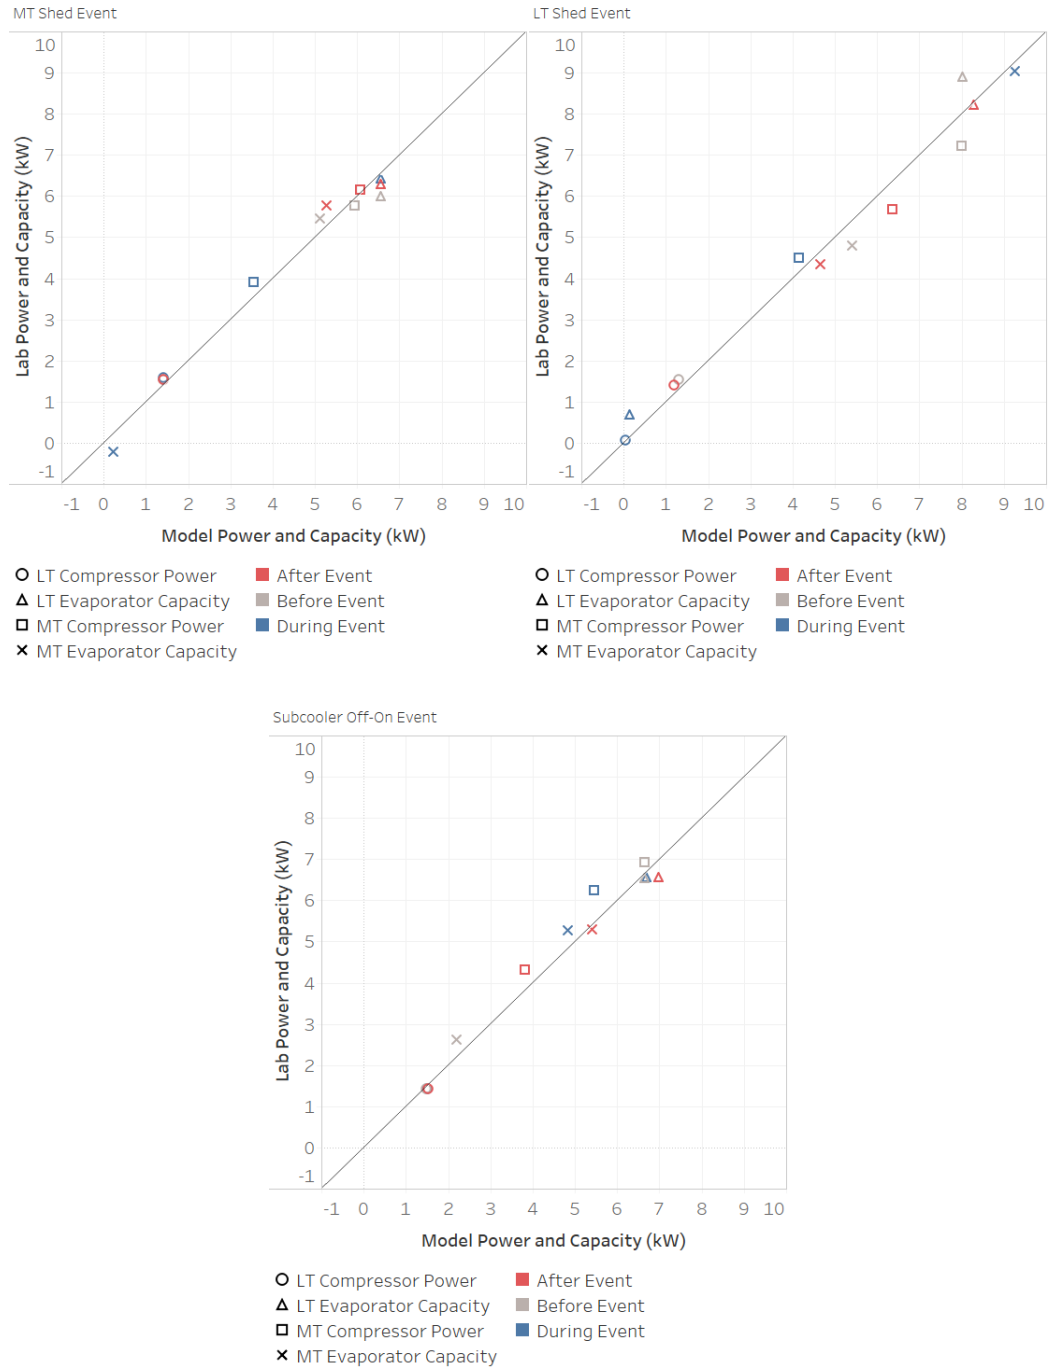 MT Shed Event
LT Shed Event
10
9
8
7
6
5
4
3
2
1
0
-1
Lab Power and Capacity (kW)
-1 0 1 2 3 4 5 6 7 8 9 10
Model Power and Capacity (kW)
10
9
8
7
6
5
4
3
2
1
0
-1
Lab Power and Capacity (kW)
-1 0 1 2 3 4 5 6 7 8 9 10
Model Power and Capacity (kW)
LT Compressor Power
LT Evaporator Capacity
MT Compressor Power
MT Evaporator Capacity
After Event
Before Event
During Event
LT Compressor Power
LT Evaporator Capacity
MT Compressor Power
MT Evaporator Capacity
After Event
Before Event
During Event
Subcooler Off-On Event
10
9
8
7
6
5
4
3
2
1
0
-1
Lab Power and Capacity (kW)
-1 0 1 2 3 4 5 6 7 8 9 10
Model Power and Capacity (kW)
LT Compressor Power
LT Evaporator Capacity
MT Compressor Power
MT Evaporator Capacity
After Event
Before Event
During Event